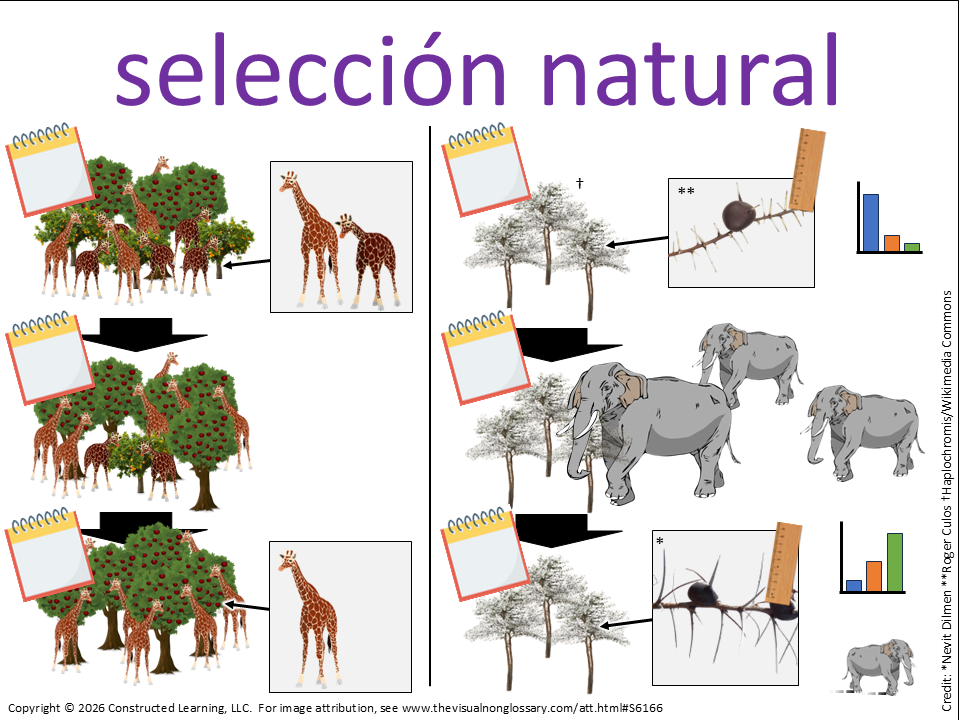 selección natural
†
**
*
Credit: *Nevit Dilmen **Roger Culos †Haplochromis/Wikimedia Commons
Copyright © 2026 Constructed Learning, LLC.  For image attribution, see www.thevisualnonglossary.com/att.html#S6166